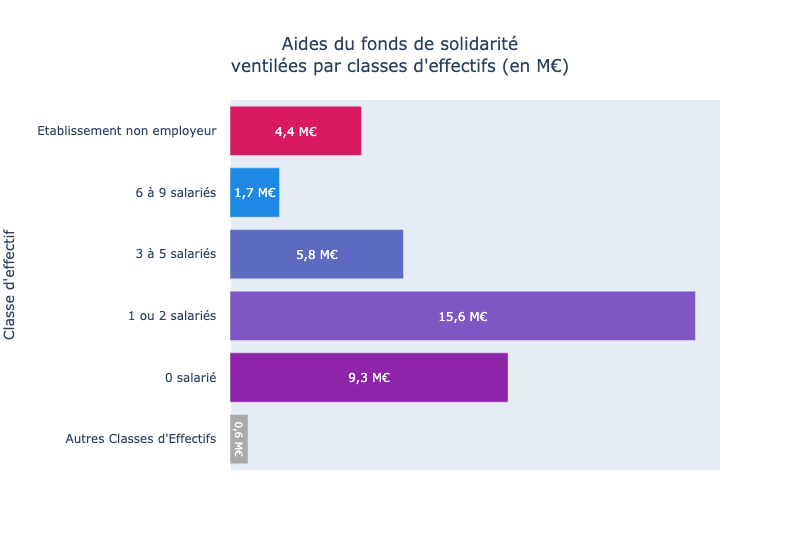 Aides du fonds de solidarité
ventilées par classes d'effectifs (en M€)
Classe d'effectif
Etablissement non employeur
4,4 M€
6 à 9 salariés
1,7 M€
3 à 5 salariés
5,8 M€
1 ou 2 salariés
15,6 M€
0 salarié
9,3 M€
Autres Classes d'Effectifs
0,6 M€